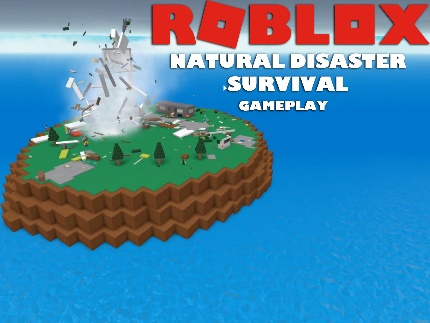 ROBLOX
NATURAL DISASTER
SURVIVAL
GAMEPLAY